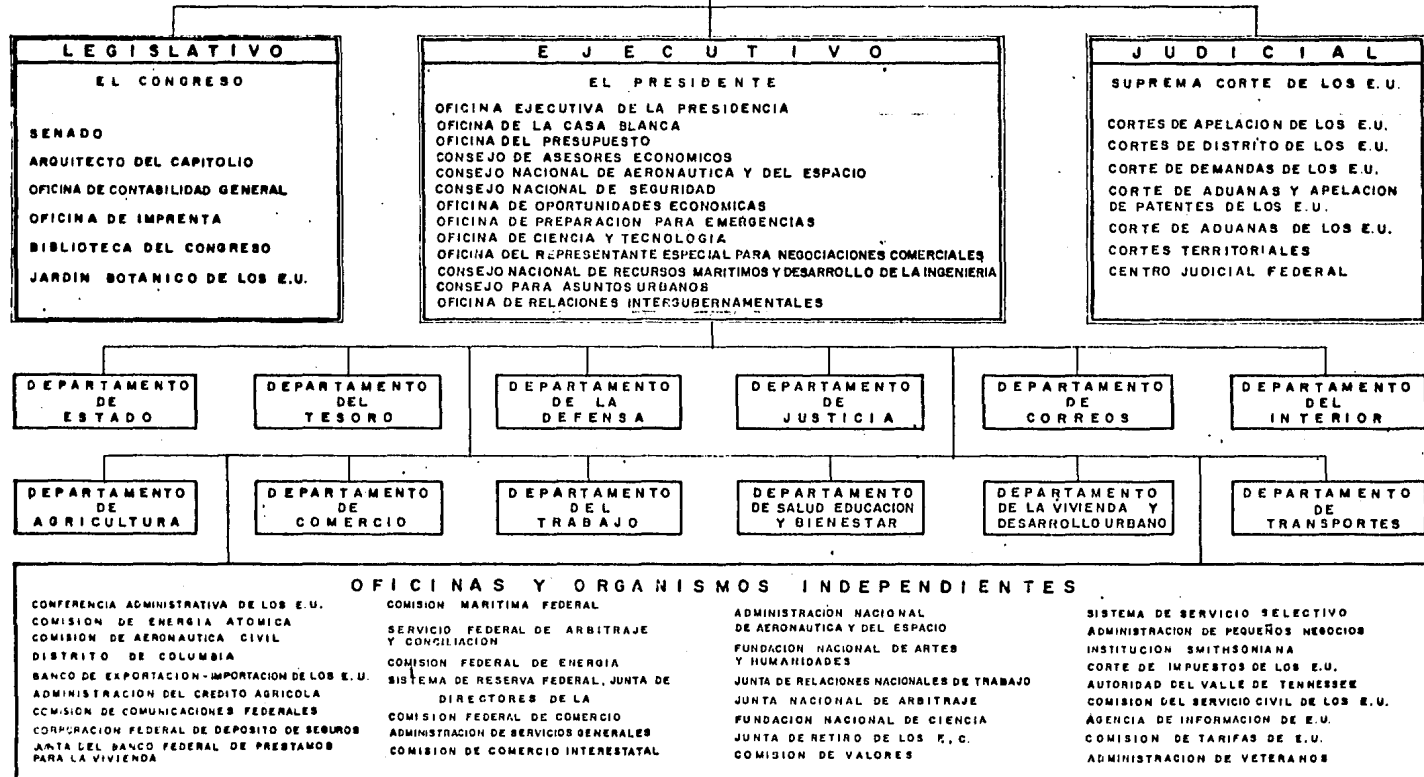 LEGISLATIVO
EL CONGRESO
SENADO
ARQUITECTO DEL CAPITOLIO
OFICINA DE CONTABILIDAD GENERAL
OFICINA DE IMPRENTA
BIBLIOTECA DEL CONGRESO
JARDIN BOTANICO DE LOS E.U.
EJECUTIVO
EL PRESIDENTE
OFICINA EJECUTIVA DE LA PRESIDENCIA
OFICINA DE LA CASA BLANCA
OFICINA DEL PRESUPUESTO
CONSEJO DE ASESORES ECONOMICOS
CONSEJO NACIONAL DE AERONAUTICA Y DEL ESPACIO
CONSEJO NACIONAL DE SEGURIDAD
OFICINA DE OPORTUNIDADES ECONOMICAS
OFICINA DE PREPARACION PARA EMERGENCIAS
OFICINA DE CIENCIA Y TECNOLOGIA
OFICINA DEL REPRESENTANTE ESPECIAL PARA NEGOCIACIONES COMERCIALES
CONSEJO NACIONAL DE RECURSOS MARITIMOS Y DESARROLLO DE LA INGENIERIA
CONSEJO PARA ASUNTOS URBANOS
OFICINA DE RELACIONES INTERGUBERNAMENTALES
JUDICIAL
SUPREMA CORTE DE LOS E.U.
CORTES DE APELACION DE LOS E.U.
CORTES DE DISTRITO DE LOS E.U.
CORTE DE DEMANDAS DE LOS E.U.
CORTE DE ADUANAS Y APELACION
DE PATENTES DE LOS E.U.
CORTE DE ADUANAS DE LOS E.U.
CORTES TERRITORIALES
CENTRO JUDICIAL FEDERAL
DEPARTAMENTO
DE
ESTADO
DEPARTAMENTO
DEL
TESORO
DEPARTAMENTO
DE LA
DEFENSA
DEPARTAMENTO
DE
JUSTICIA
DEPARTAMENTO
DE
CORREOS
DEPARTAMENTO
DEL
INTERIOR
DEPARTAMENTO
DE
AGRICULTURA
DEPARTAMENTO
DE
COMERCIO
DEPARTAMENTO
DEL
TRABAJO
DEPARTAMENTO
DE SALUD EDUCACION
Y BIENESTAR
DEPARTAMENTO
DE LA VIVIENDA Y
DESARROLLO URBANO
DEPARTAMENTO
DE
TRANSPORTES
OFICINAS Y ORGANISMOS INDEPENDIENTES
CONFERENCIA ADMINISTRATIVA DE LOS E.U.
COMISION DE ENERGIA ATOMICA
COMISION DE AERONAUTICA CIVIL
DISTRITO DE COLUMBIA
BANCO DE EXPORTACION-IMPORTACION DE LOS E.U.
ADMINISTRACION DEL CREDITO AGRICOLA
COMISION DE COMUNICACIONES FEDERALES
CORPORACION FEDERAL DE DEPOSITO DE SEGUROS
JUNTA DEL BANCO FEDERAL DE PRESTAMOS
PARA LA VIVIENDA
COMISION MARITIMA FEDERAL
SERVICIO FEDERAL DE ARBITRAJE
Y CONCILIACION
COMISION FEDERAL DE ENERGIA
SISTEMA DE RESERVA FEDERAL, JUNTA DE
DIRECTORES DE LA
COMISION FEDERAL DE COMERCIO
ADMINISTRACION DE SERVICIOS GENERALES
COMISION DE COMERCIO INTERESTATAL
ADMINISTRACION NACIONAL
DE AERONAUTICA Y DEL ESPACIO
FUNDACION NACIONAL DE ARTES
Y HUMANIDADES
JUNTA DE RELACIONES NACIONALES DE TRABAJO
JUNTA NACIONAL DE ARBITRAJE
FUNDACION NACIONAL DE CIENCIA
JUNTA DE RETIRO DE LOS F.C.
COMISION DE VALORES
SISTEMA DE SERVICIO SELECTIVO
ADMINISTRACION DE PEQUEÑOS NEGOCIOS
INSTITUCION SMITHSONIANA
CORTE DE IMPUESTOS DE LOS E.U.
AUTORIDAD DEL VALLE DE TENNESSEE
COMISION DEL SERVICIO CIVIL DE LOS E.U.
AGENCIA DE INFORMACION DE E.U.
COMISION DE TARIFAS DE E.U.
ADMINISTRACION DE VETERANOS